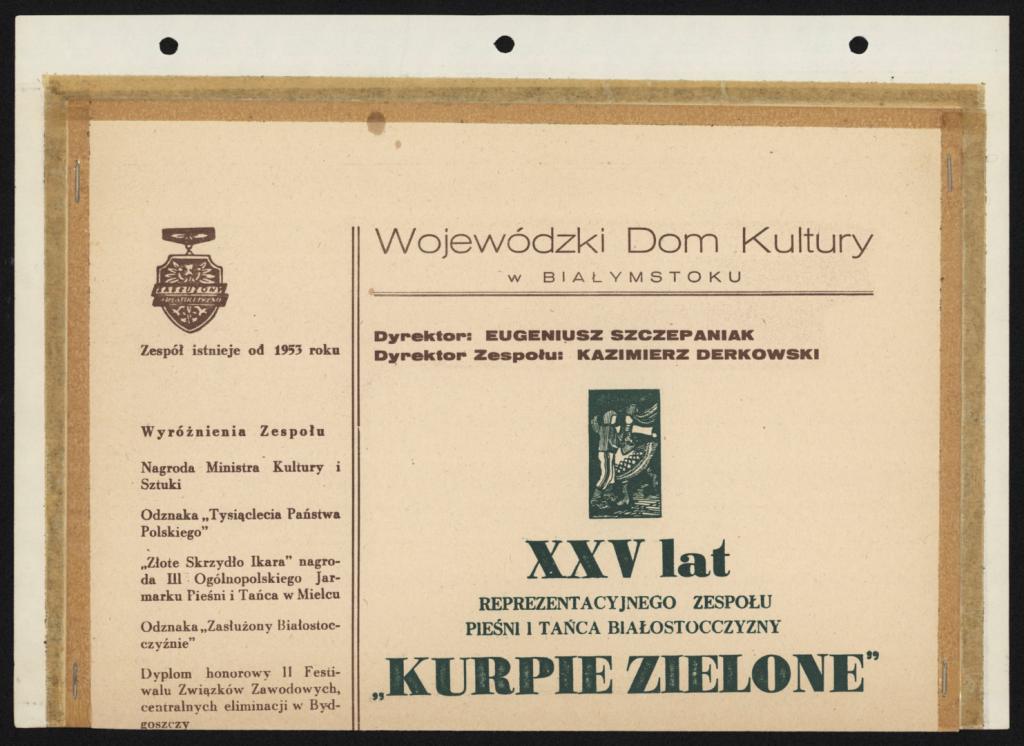 ZASŁUŻONY
BIAŁOSTOCCZYŹNIE
Zespół istnieje od 1953 roku
Wyróżnienia Zespołu
Nagroda Ministra Kultury i
Sztuki
Odznaka „Tysiąclecia Państwa
Polskiego”
„Złote Skrzydło Ikara” nagro-
da III Ogólnopolskiego Jar-
marku Pieśni i Tańca w Mielcu
Odznaka „Zasłużony Białostoc-
czyźnie”
Dyplom honorowy II Festi-
walu Związków Zawodowych,
centralnych eliminacji w Byd-
goszczy
Wojewódzki Dom Kultury
w BIAŁYMSTOKU
Dyrektor: EUGENIUSZ SZCZEPANIAK
Dyrektor Zespołu: KAZIMIERZ DERKOWSKI
XXV lat
REPREZENTACYJNEGO ZESPOŁU
PIEŚNI I TAŃCA BIAŁOSTOCCZYZNY
„KURPIE ZIELONE”